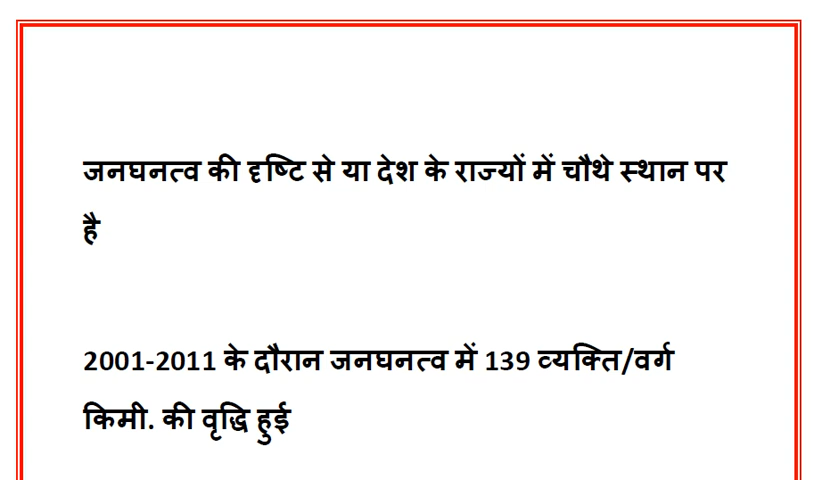 जनघनत्व की दृष्टि से या देश के राज्यों में चौथे स्थान पर
है
2001-2011 के दौरान जनघनत्व में 139 व्यक्ति/वर्ग
किमी. की वृद्धि हुई